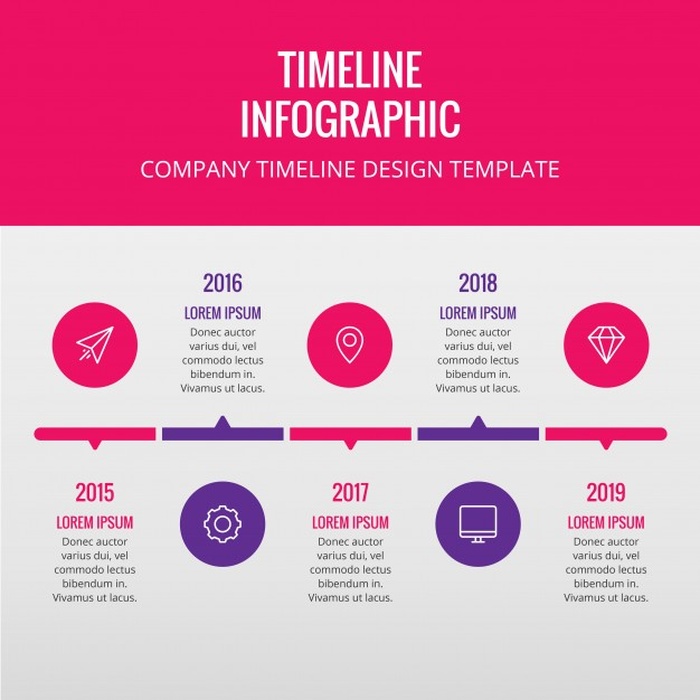 TIMELINE
INFOGRAPHIC
COMPANY TIMELINE DESIGN TEMPLATE
2015
LOREM IPSUM
Donec auctor
varius dui, vel
commodo lectus
bibendum in.
Vivamus ut lacus.
2016
LOREM IPSUM
Donec auctor
varius dui, vel
commodo lectus
bibendum in.
Vivamus ut lacus.
2017
LOREM IPSUM
Donec auctor
varius dui, vel
commodo lectus
bibendum in.
Vivamus ut lacus.
2018
LOREM IPSUM
Donec auctor
varius dui, vel
commodo lectus
bibendum in.
Vivamus ut lacus.
2019
LOREM IPSUM
Donec auctor
varius dui, vel
commodo lectus
bibendum in.
Vivamus ut lacus.